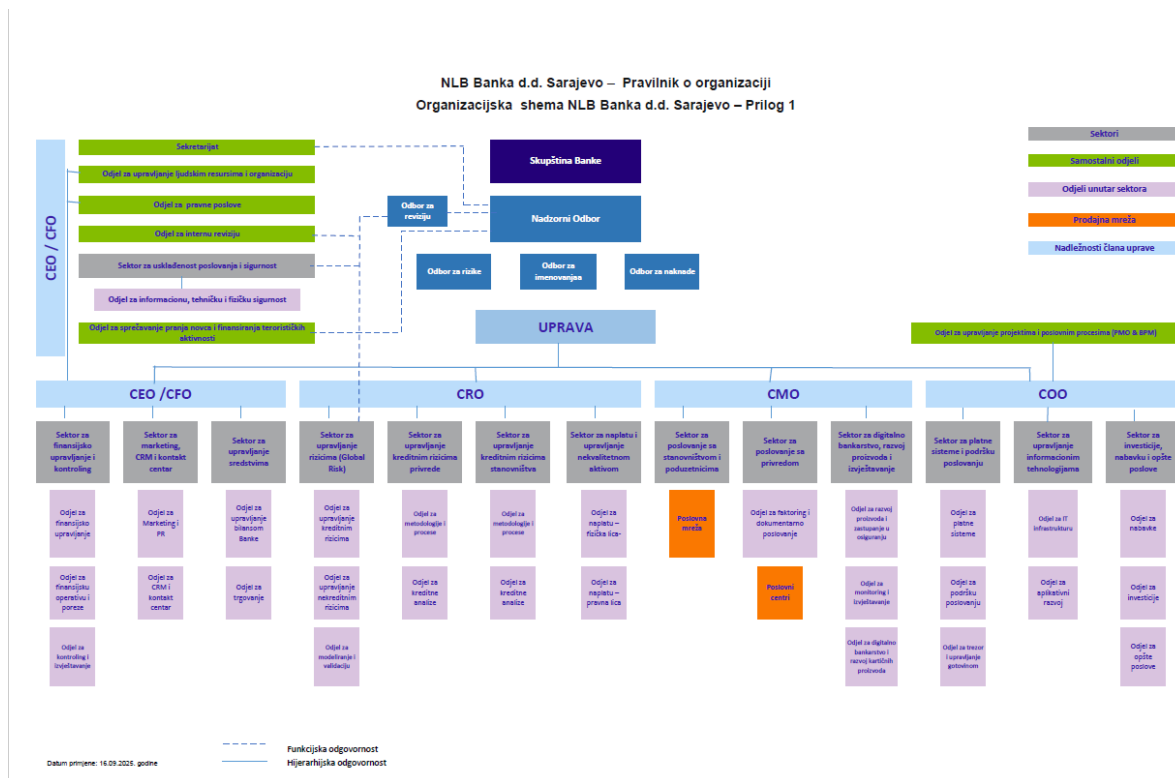 NLB Banka d.d. Sarajevo – Pravilnik o organizaciji
Organizacijska shema NLB Banka d.d. Sarajevo – Prilog 1
CEO / CFO
Sekretarijat
Odjel za upravljanje ljudskim resursima i organizaciju
Odjel za pravne poslove
Odjel za internu reviziju
Sektor za usklađenost poslovanja i sigurnost
Odjel za informacionu, tehničku i fizičku sigurnost
Odjel za sprečavanje pranja novca i finansiranja terorističkih
aktivnosti
Skupština Banke
Odbor za
reviziju
Nadzorni Odbor
Odbor za rizike
Odbor za
imenovanjaa
Odbor za naknade
UPRAVA
Sektori
Samostalni odjeli
Odjeli unutar sektora
Prodajna mreža
Nadležnosti člana uprave
Odjel za upravljanje projektima i poslovnim procesima (PMO & BPM)
CEO /CFO
CRO
CMO
COO
Sektor za
finansijsko
upravljanje i
kontroling
Sektor za
marketing,
CRM i kontakt
centar
Sektor za
upravljanje
sredstvima
Sektor za
upravljanje
rizicima (Global
Risk)
Sektor za
upravljanje
kreditnim rizicima
privrede
Sektor za
upravljanje
kreditnim rizicima
stanovništva
Sektor za naplatu i
upravljanje
nekvalitetnom
aktivom
Sektor za
poslovanje sa
stanovništvom i
poduzetnicima
Sektor za
poslovanje sa
privredom
Sektor za digitalno
bankarstvo, razvoj
proizvoda i
izvještavanje
Sektor za platne
sisteme i podršku
poslovanju
Sektor za
upravljanje
informacionim
tehnologijama
Sektor za
investicije,
nabavku i opšte
poslove
Odjel za
finansijsko
upravljanje
Odjel za
Marketing i
PR
Odjel za
upravljanje
bilansom
Banke
Odjel za
upravljanje
kreditnim
rizicima
Odjel za
metodologije i
procese
Odjel za
metodologije i
procese
Odjel za
naplatu –
fizička lica-
Poslovna
mreža
Odjel za faktoring i
dokumentarno
poslovanje
Odjel za razvoj
proizvoda i
zastupanje u
osiguranju
Odjel za
platne
sisteme
Odjel za IT
infrastrukturu
Odjel za
nabavke
Odjel za
finansijsku
operativu i
poreze
Odjel za
CRM i
kontakt
centar
Odjel za
trgovanje
Odjel za
upravljanje
nekreditnim
rizicima
Odjel za
kreditne
analize
Odjel za
kreditne
analize
Odjel za
naplatu –
pravna lica
Poslovni
centri
Odjel za
monitoring i
izvještavanje
Odjel za
podršku
poslovanju
Odjel za
aplikativni
razvoj
Odjel za
investicije
Odjel za
kontroling i
izvještavanje
Odjel za
modeliranje i
validaciju
Odjel za digitalno
bankarstvo i
razvoj kartičnih
proizvoda
Odjel za trezor
i upravljanje
gotovinom
Odjel za
opšte
poslove
Datum primjene: 16.09.2025. godine
Funkcijska odgovornost
Hijerarhijska odgovornost